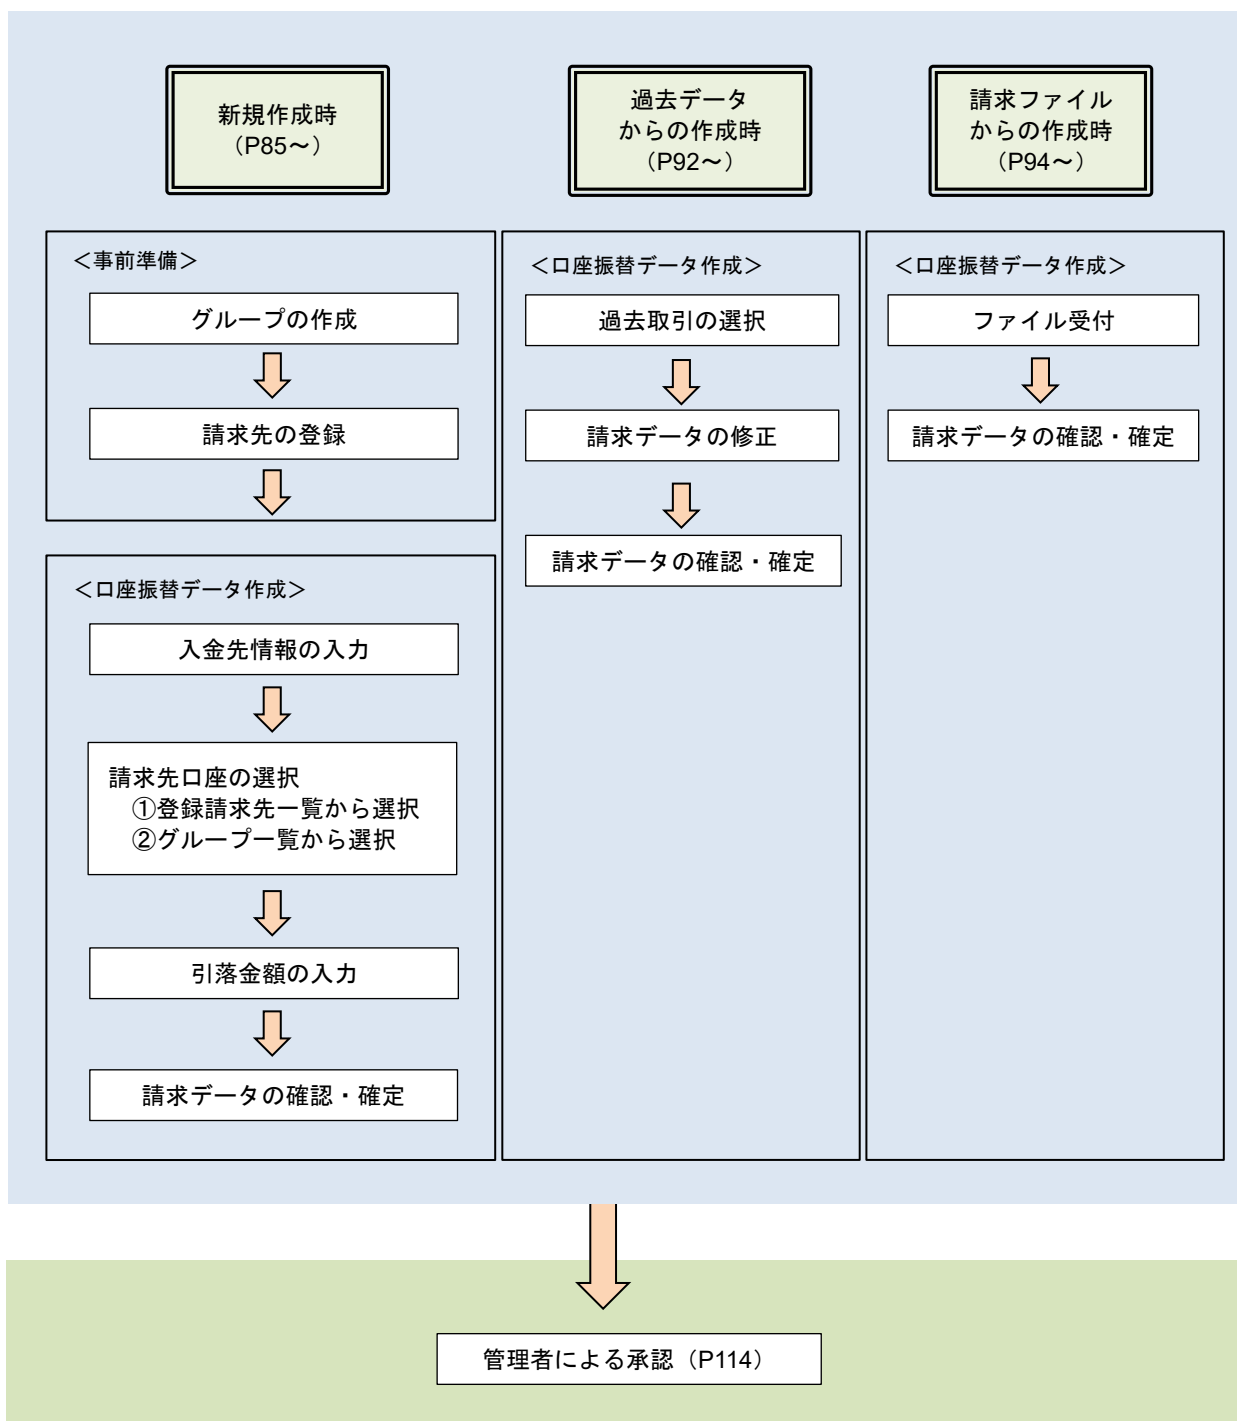 新規作成時
（P85～）
過去データ
からの作成時
（P92～）
請求ファイル
からの作成時
（P94～）
＜事前準備＞
グループの作成
請求先の登録
＜口座振替データ作成＞
入金先情報の入力
請求先口座の選択
①登録請求先一覧から選択
②グループ一覧から選択
引落金額の入力
請求データの確認・確定
＜口座振替データ作成＞
過去取引の選択
請求データの修正
請求データの確認・確定
＜口座振替データ作成＞
ファイル受付
請求データの確認・確定
管理者による承認（P114）